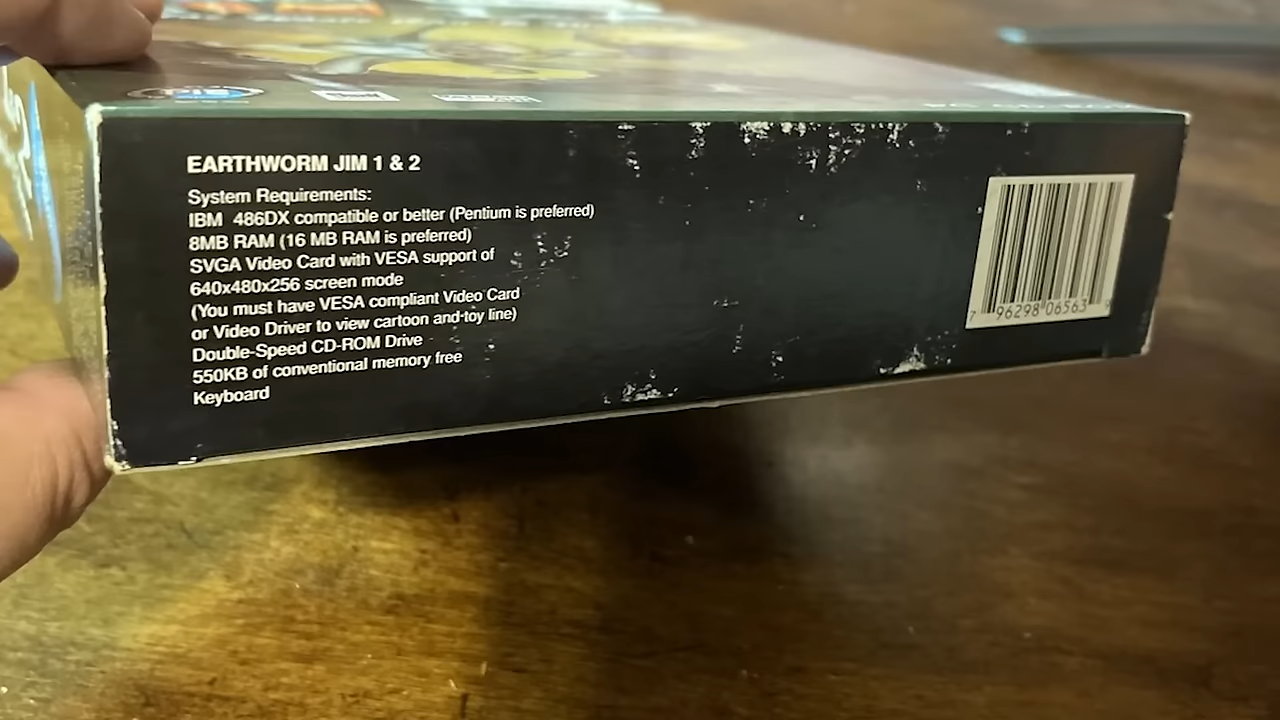 EARTHWORM JIM 1 & 2
System Requirements:
IBM 486DX compatible or better (Pentium is preferred)
8MB RAM (16 MB RAM is preferred)
SVGA Video Card with VESA support of
640x480x256 screen mode
(You must have VESA compliant Video Card
or Video Driver to view cartoon and toy line)
Double-Speed CD-ROM Drive
550KB of conventional memory free
Keyboard
7 96298 06563